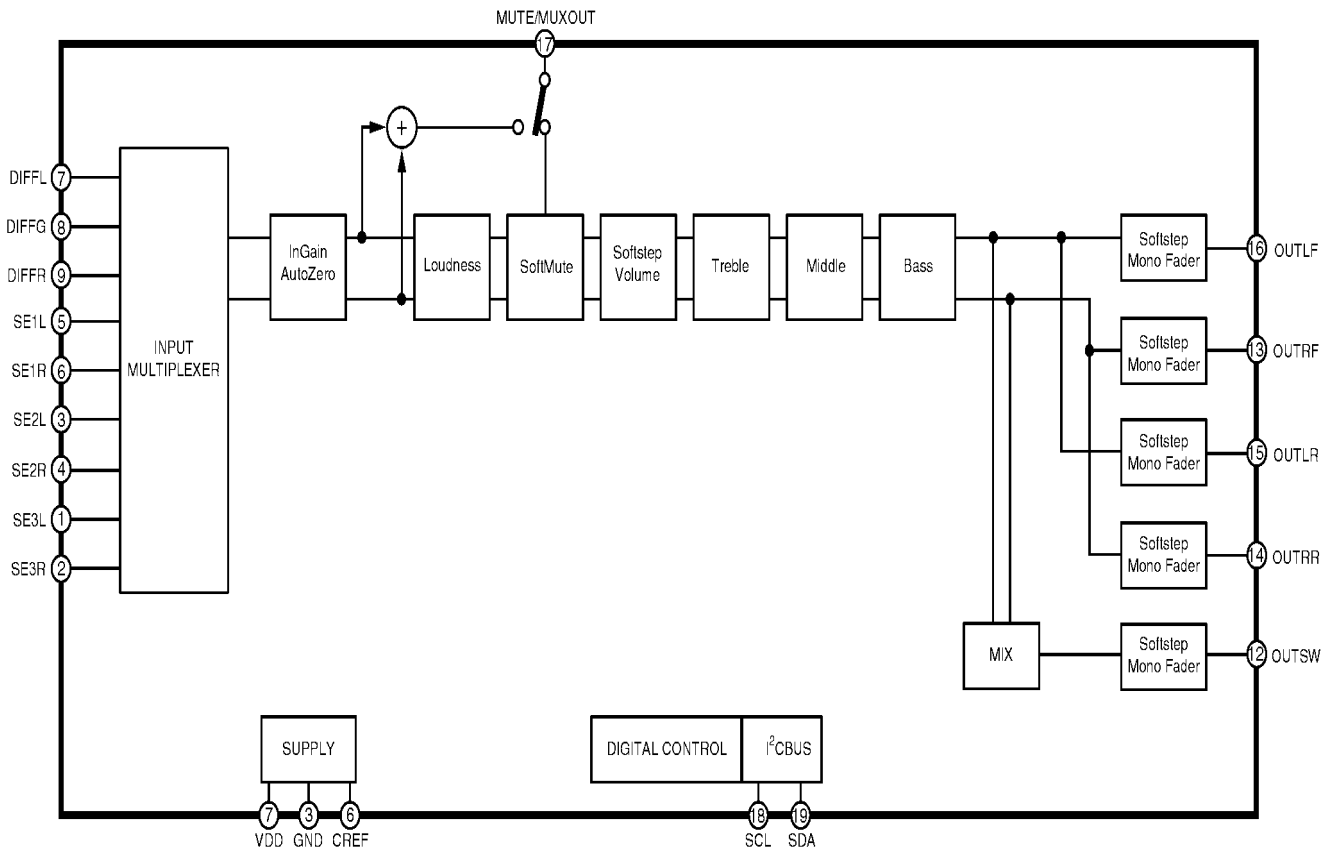 MUTE/MUXOUT
17
+
DIFFL 7
DIFFG 8
DIFFR 9
SE1L 5
SE1R 6
SE2L 3
SE2R 4
SE3L 1
SE3R 2
INPUT
MULTIPLEXER
InGain
AutoZero
Loudness
SoftMute
Softstep
Volume
Treble
Middle
Bass
Softstep
Mono Fader
16 OUTLF
Softstep
Mono Fader
13 OUTRF
Softstep
Mono Fader
15 OUTLR
Softstep
Mono Fader
14 OUTRR
MIX
Softstep
Mono Fader
12 OUTSW
SUPPLY
7 3 6
VDD GND CREF
DIGITAL CONTROL I²CBUS
18 19
SCL SDA